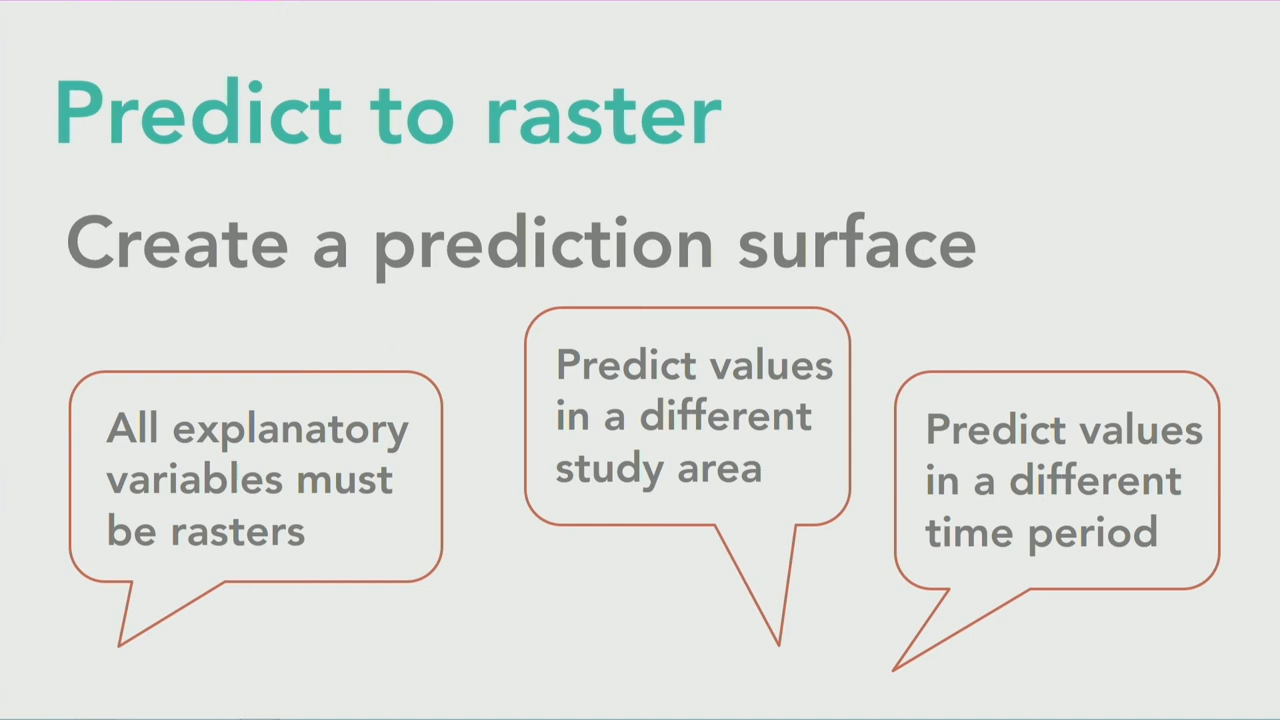 Predict to raster
Create a prediction surface
All explanatory
variables must
be rasters
Predict values
in a different
study area
Predict values
in a different
time period